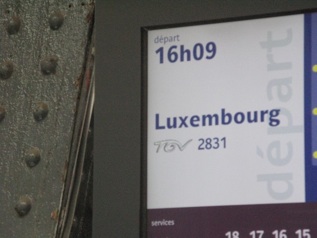 départ
16h09
Luxembourg
TGV 2831
départ
services
18 17 16 15